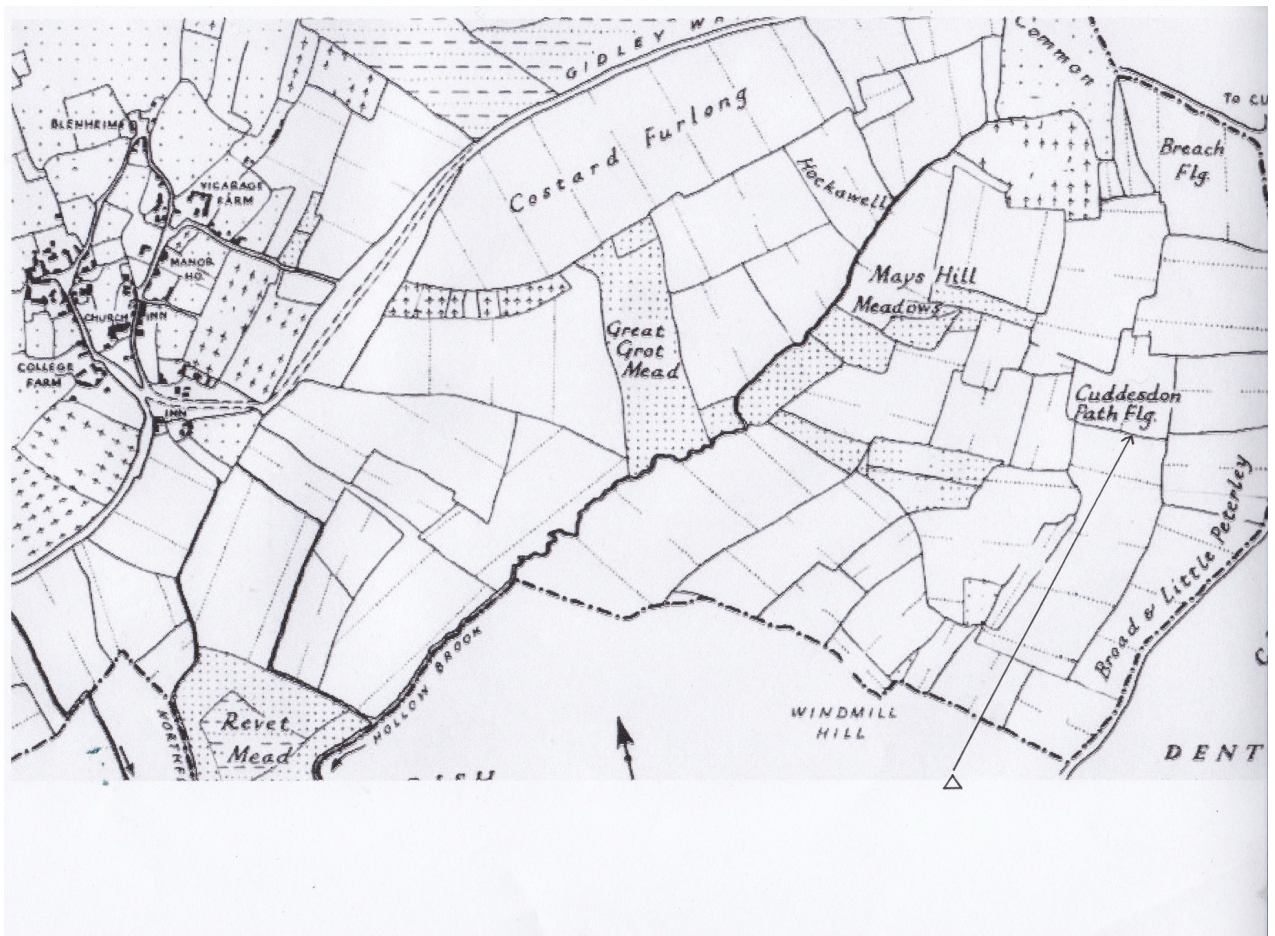 GIDLEY
Common
TO CU
BLENHEIM
Costard Furlong
Breach
Flg.
VICARAGE
FARM
Hockawell
MANOR
HO.
Mays Hill
Meadows
CHURCH
INN
Great
Grot
Mead
COLLEGE
FARM
Cuddesdon
Path Flg.
INN
Broad & Little Peterley
HOLLOW BROOK
WINDMILL
HILL
Revet
Mead
DENT